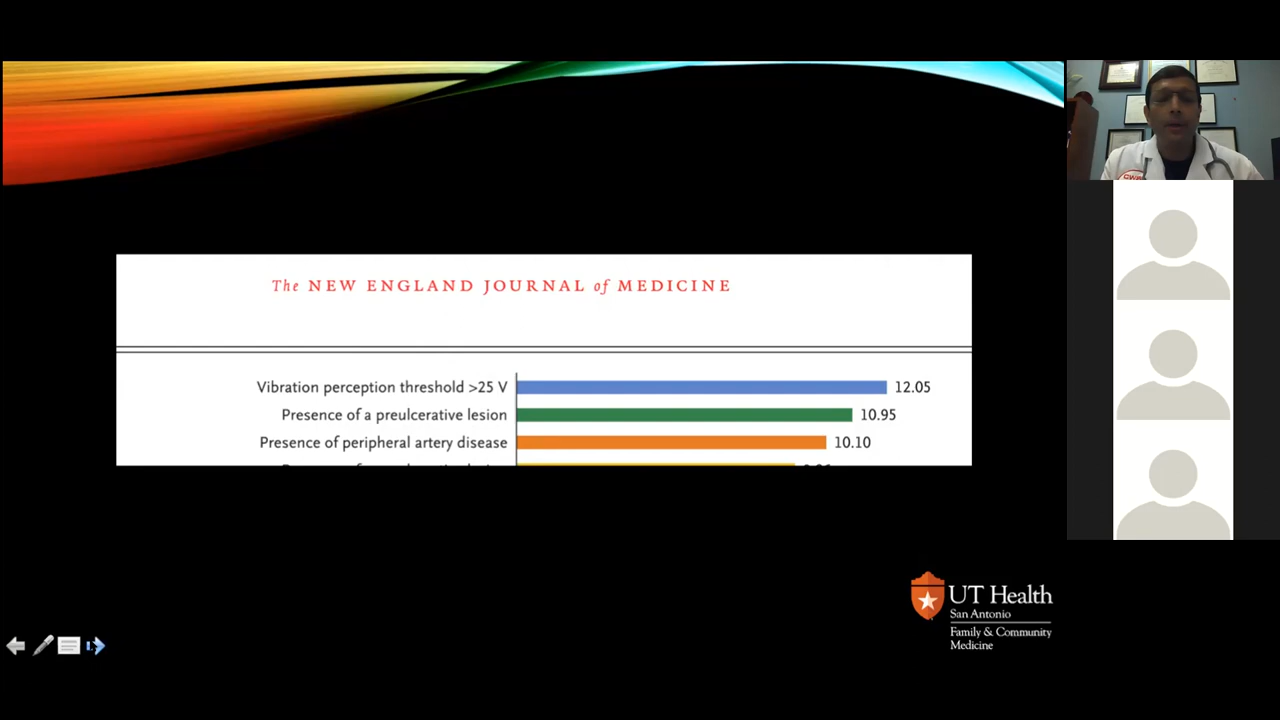 The NEW ENGLAND JOURNAL of MEDICINE
Vibration perception threshold >25 V 12.05
Presence of a preulcerative lesion 10.95
Presence of peripheral artery disease 10.10
UT Health
San Antonio
Family & Community
Medicine